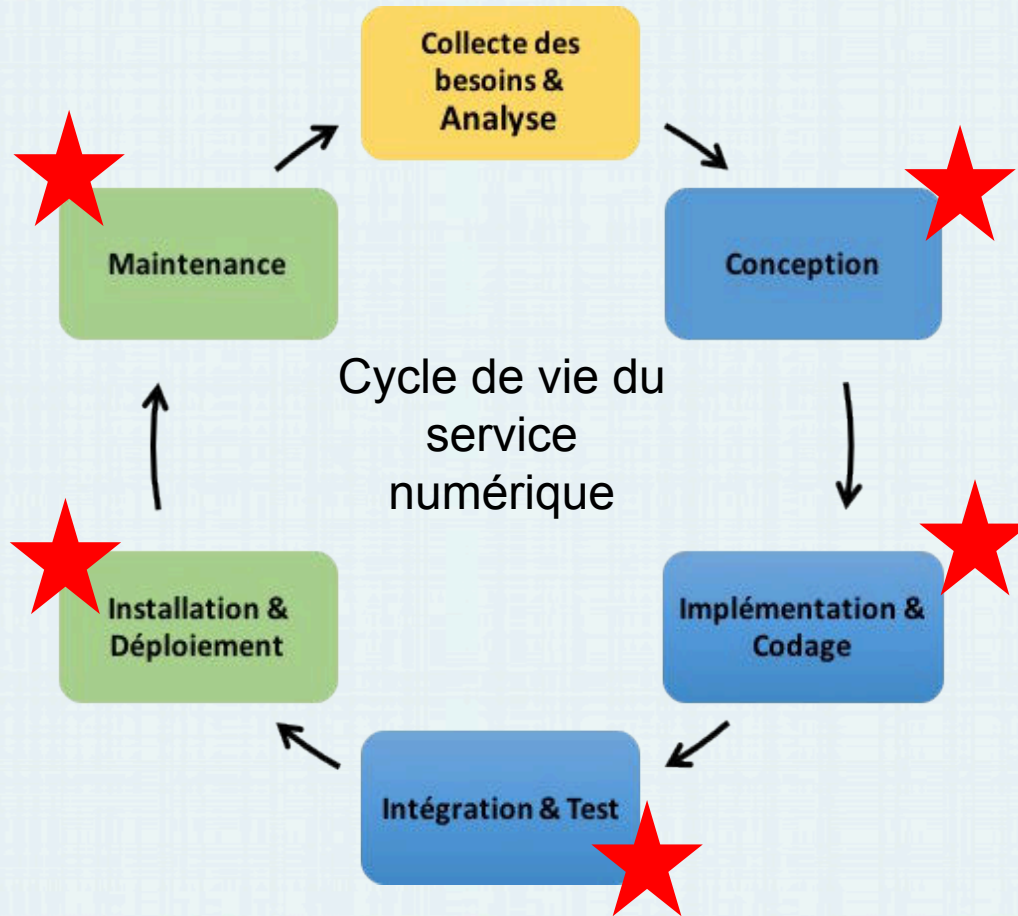 Collecte des
besoins &
Analyse
Conception
Implémentation &
Codage
Intégration & Test
Installation &
Déploiement
Maintenance
Cycle de vie du
service
numérique